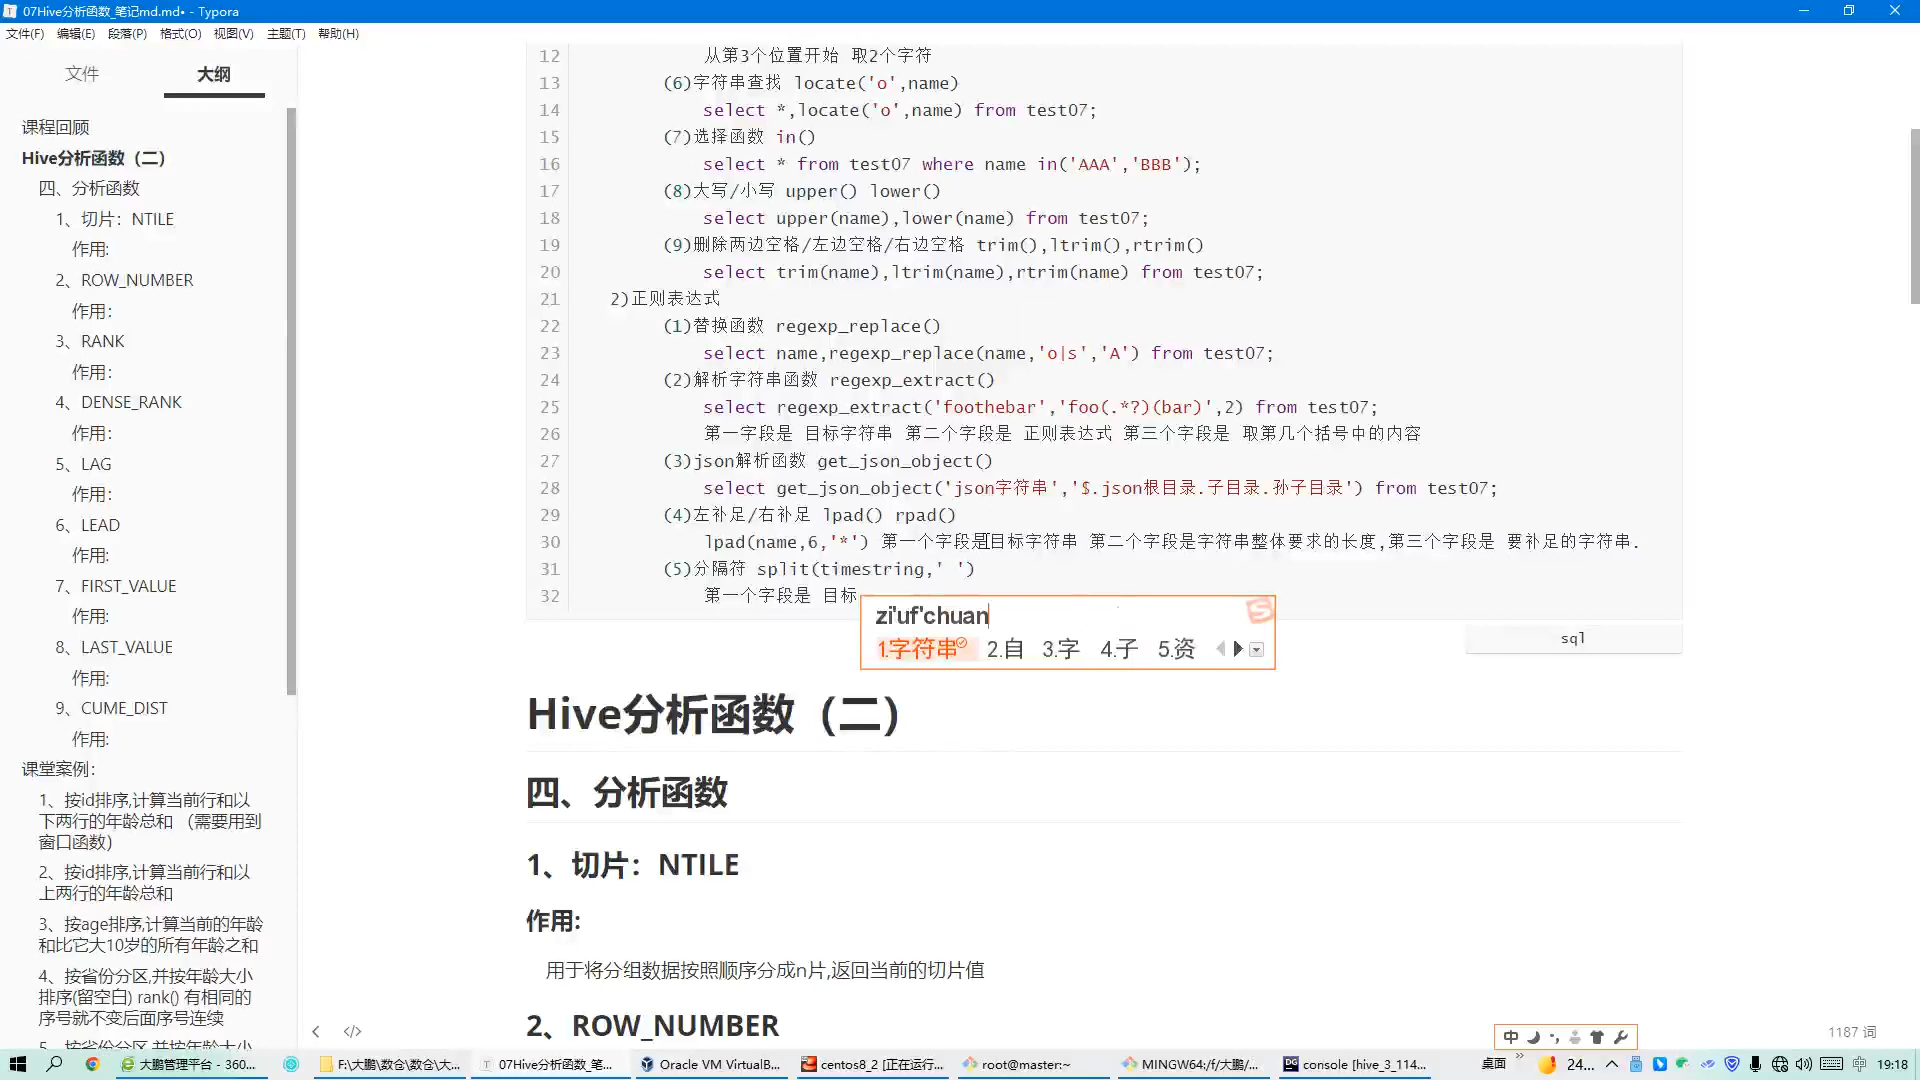 07Hive分析函数_笔记md.md• - Typora
文件(F) 编辑(E) 段落(P) 格式(O) 视图(V) 主题(T) 帮助(H)
文件 大纲
课程回顾
Hive分析函数（二）
四、分析函数
1、切片：NTILE
作用:
2、ROW_NUMBER
作用:
3、RANK
作用:
4、DENSE_RANK
作用:
5、LAG
作用:
6、LEAD
作用:
7、FIRST_VALUE
作用:
8、LAST_VALUE
作用:
9、CUME_DIST
作用:
课堂案例:
1、按id排序,计算当前行和以
下两行的年龄总和 （需要用到
窗口函数）
2、按id排序,计算当前行和以
上两行的年龄总和
3、按age排序,计算当前的年龄
和比它大10岁的所有年龄之和
4、按省份分区,并按年龄大小
排序(留空白) rank() 有相同的
序号就不变后面序号连续
5、按省份分区,并按年龄大小
12 从第3个位置开始 取2个字符
13 (6)字符串查找 locate('o',name)
14 select *,locate('o',name) from test07;
15 (7)选择函数 in()
16 select * from test07 where name in('AAA','BBB');
17 (8)大写/小写 upper() lower()
18 select upper(name),lower(name) from test07;
19 (9)删除两边空格/左边空格/右边空格 trim(),ltrim(),rtrim()
20 select trim(name),ltrim(name),rtrim(name) from test07;
21 2)正则表达式
22 (1)替换函数 regexp_replace()
23 select name,regexp_replace(name,'o|s','A') from test07;
24 (2)解析字符串函数 regexp_extract()
25 select regexp_extract('foothebar','foo(.*?)(bar)',2) from test07;
26 第一字段是 目标字符串 第二个字段是 正则表达式 第三个字段是 取第几个括号中的内容
27 (3)json解析函数 get_json_object()
28 select get_json_object('json字符串','$.json根目录.子目录.孙子目录') from test07;
29 (4)左补足/右补足 lpad() rpad()
30 lpad(name,6,'*') 第一个字段是目标字符串 第二个字段是字符串整体要求的长度,第三个字段是 要补足的字符串.
31 (5)分隔符 split(timestring,' ')
32 第一个字段是 目标
zi'uf'chuan
1.字符串 2.自 3.字 4.子 5.资
sql
Hive分析函数（二）
四、分析函数
1、切片：NTILE
作用:
用于将分组数据按照顺序分成n片,返回当前的切片值
2、ROW_NUMBER
中
1187 词
大鹏管理平台 - 360... F:\大鹏\数仓\数仓\大... 07Hive分析函数_笔... Oracle VM VirtualB... centos8_2 [正在运行... root@master:~ MINGW64:/f/大鹏/... console [hive_3_114... 桌面 24... 中 19:18